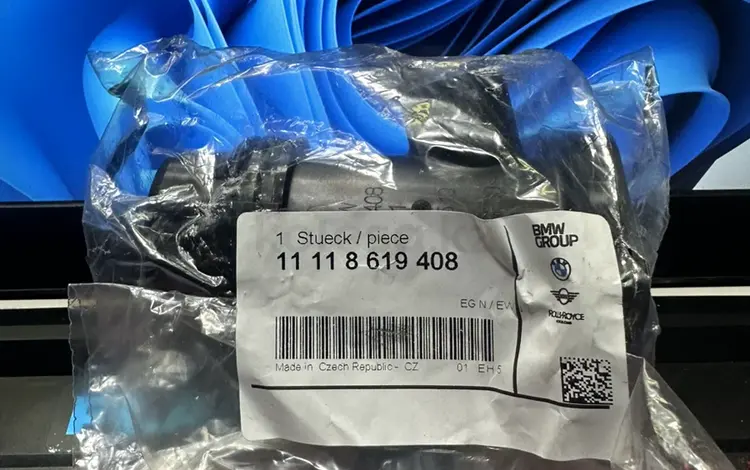 408
1 Stueck / piece
11 11 8 619 408
BMW
GROUP
ROLLS-ROYCE
EG N / EW
Made in Czech Republic - CZ 01 EH 5